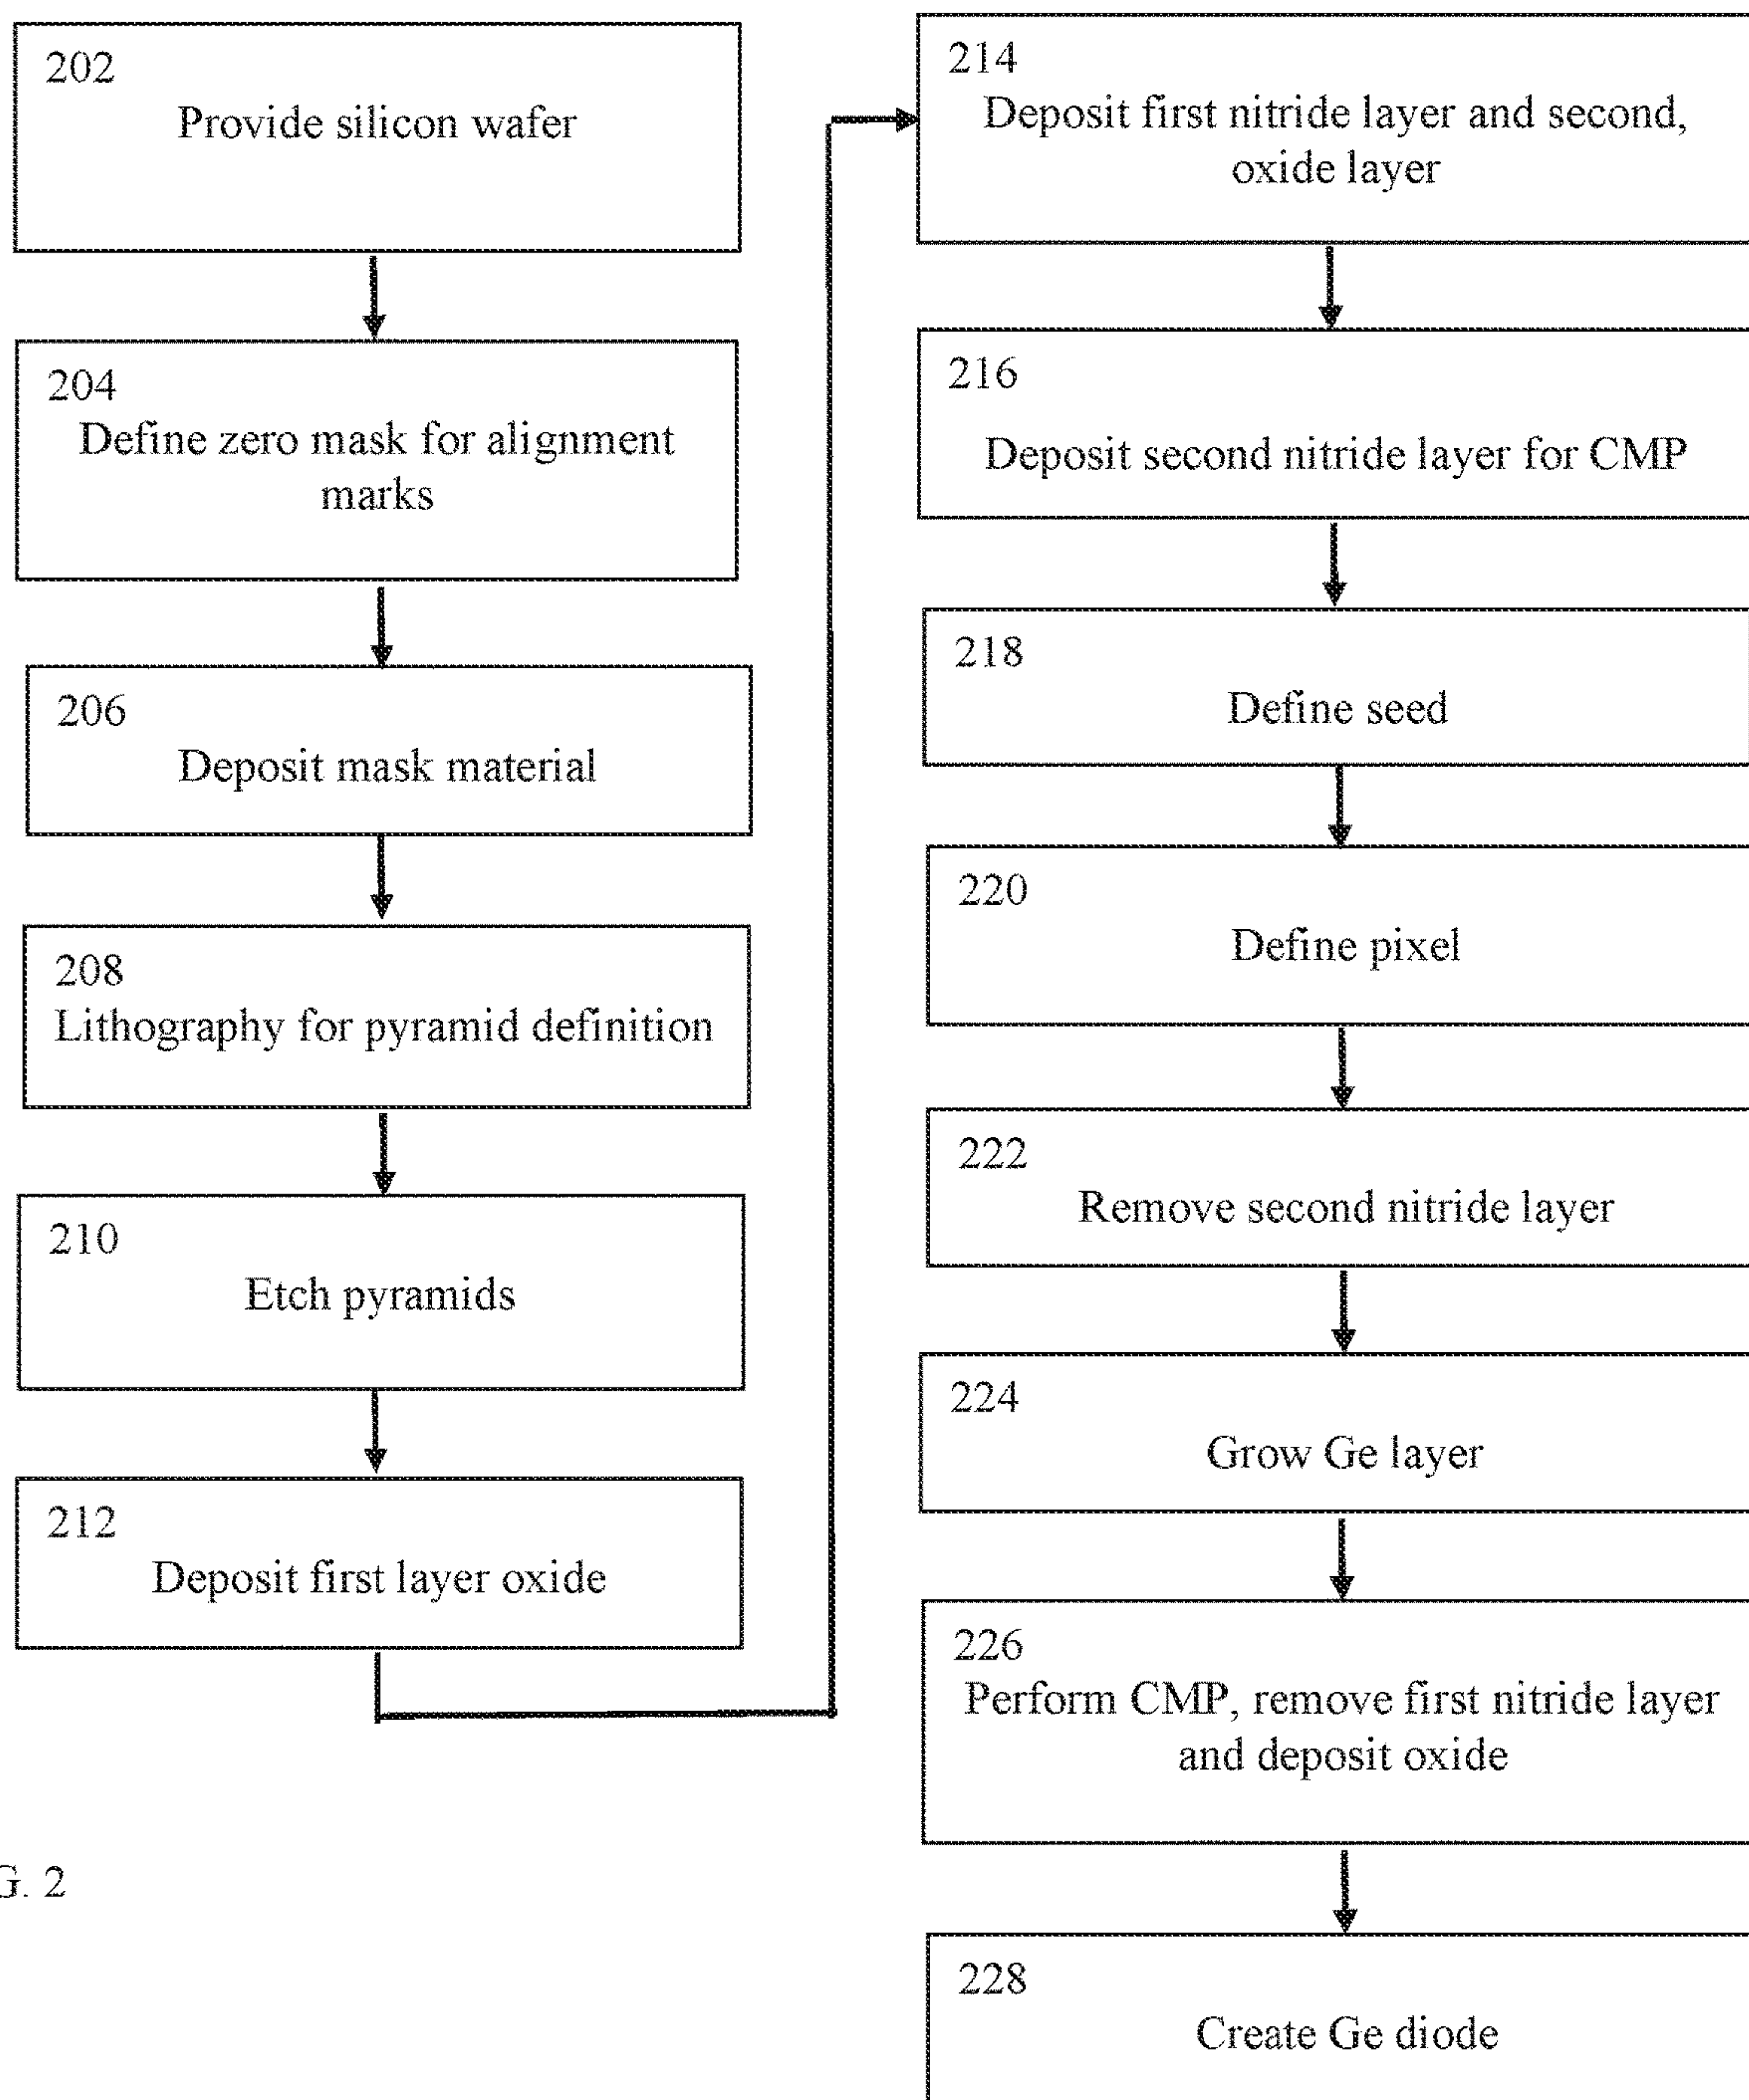 202
Provide silicon wafer
204
Define zero mask for alignment
marks
206
Deposit mask material
208
Lithography for pyramid definition
210
Etch pyramids
212
Deposit first layer oxide
214
Deposit first nitride layer and second,
oxide layer
216
Deposit second nitride layer for CMP
218
Define seed
220
Define pixel
222
Remove second nitride layer
224
Grow Ge layer
226
Perform CMP, remove first nitride layer
and deposit oxide
228
Create Ge diode
G. 2